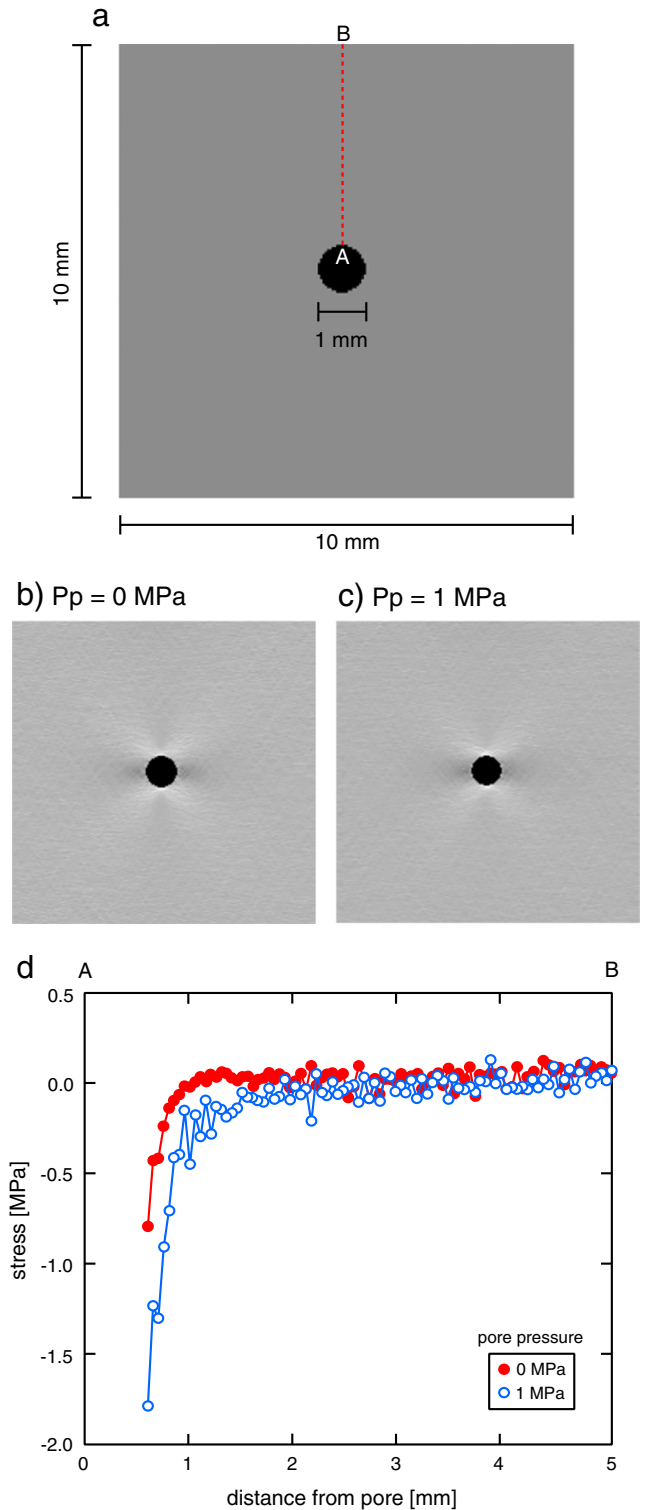 a
B
A
10 mm
1 mm
10 mm
b) Pp = 0 MPa
c) Pp = 1 MPa
d
A
B
0.5
0.0
-0.5
-1.0
-1.5
-2.0
stress [MPa]
pore pressure
0 MPa
1 MPa
0
1
2
3
4
5
distance from pore [mm]